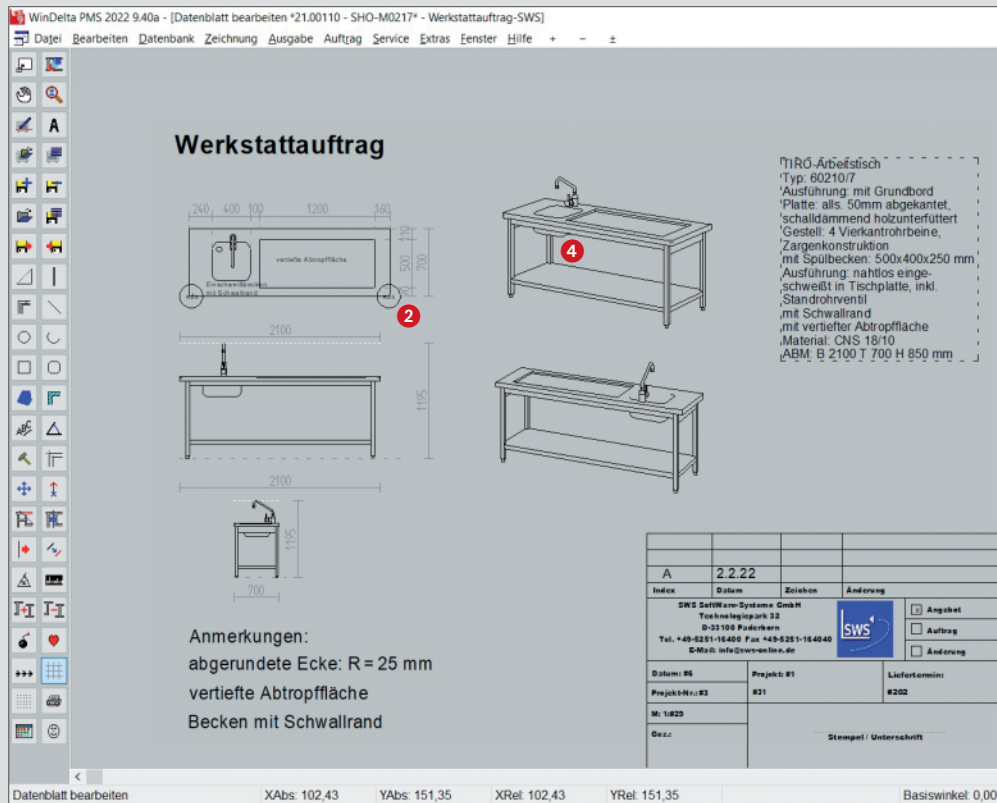 WinDelta PMS 2022 9.40a - [Datenblatt bearbeiten *21.00110 - SHO-M0217* - Werkstattauftrag-SWS]
Datei Bearbeiten Datenbank Zeichnung Ausgabe Auftrag Service Extras Fenster Hilfe + - ±
Werkstattauftrag
240 400 100 1200 160
110
500
700
20
vertiefte Abtropffläche
Einschweißbecken
mit Schwallrand
2
2100
1195
2100
1195
700
4
TIRO-Arbeitstisch
Typ: 60210/7
Ausführung: mit Grundbord
Platte: alls. 50mm abgekantet,
schalldämmend holzunterfüttert
Gestell: 4 Vierkantrohrbeine,
Zargenkonstruktion
mit Spülbecken: 500x400x250 mm
Ausführung: nahtlos einge-
schweißt in Tischplatte, inkl.
Standrohrventil
mit Schwallrand
mit vertiefter Abtropffläche
Material: CNS 18/10
ABM: B 2100 T 700 H 850 mm
Anmerkungen:
abgerundete Ecke: R = 25 mm
vertiefte Abtropffläche
Becken mit Schwallrand
A 2.2.22
Index Datum Zeichen Änderung
SWS SoftWare-Systeme GmbH
Technologiepark 32
D-33100 Paderborn
Tel. +49-5251-16400 Fax +49-5251-164040
E-Mail: info@sws-online.de
SWS
x Angebot
Auftrag
Änderung
Datum: #6 Projekt: #1 Liefertermin:
Projekt-Nr.: #3 #31 #202
M: 1:#29
Gez.:
Stempel / Unterschrift
Datenblatt bearbeiten XAbs: 102,43 YAbs: 151,35 XRel: 102,43 YRel: 151,35 Basiswinkel: 0,00